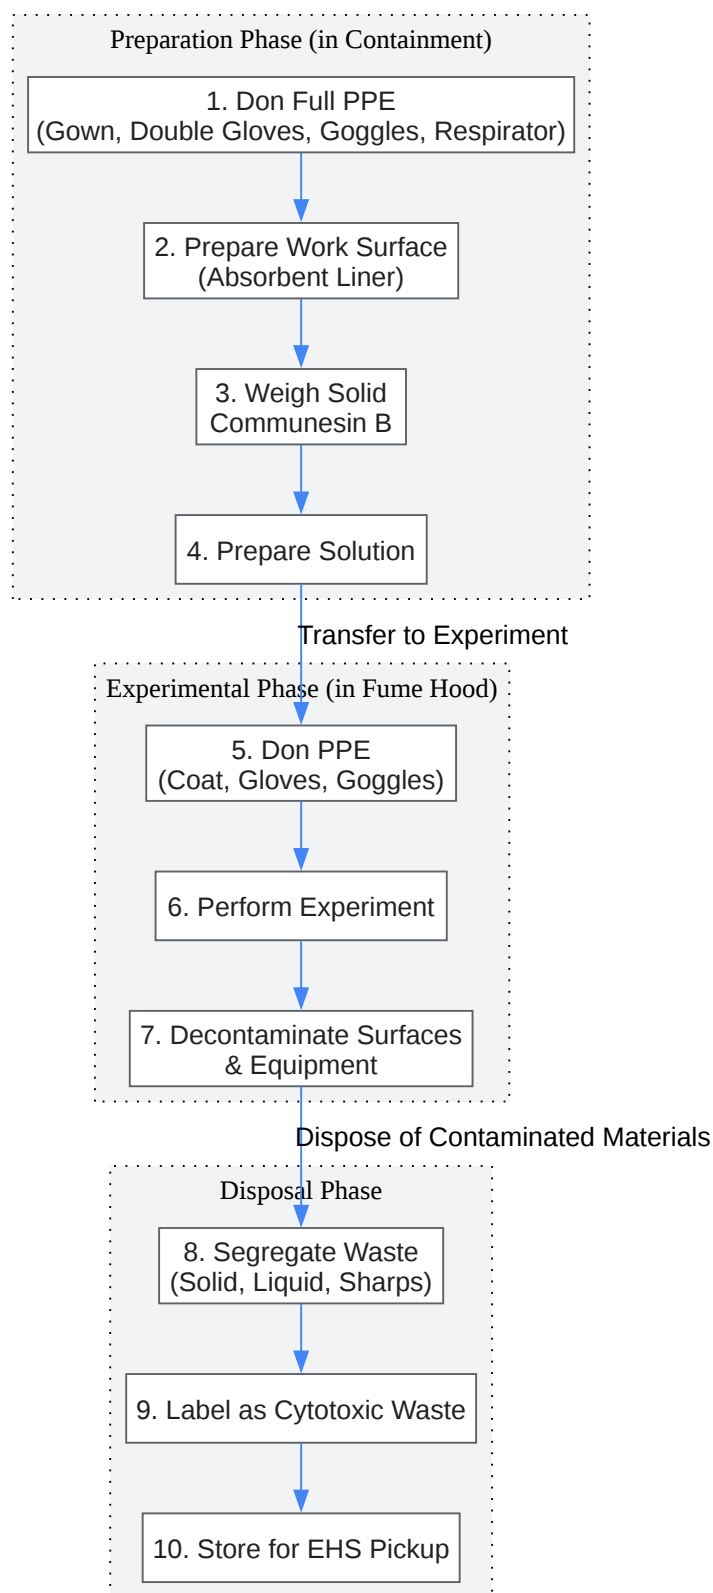 Preparation Phase (in Containment)
1. Don Full PPE
(Gown, Double Gloves, Goggles, Respirator)
2. Prepare Work Surface
(Absorbent Liner)
3. Weigh Solid
Communesin B
4. Prepare Solution
Transfer to Experiment
Experimental Phase (in Fume Hood)
5. Don PPE
(Coat, Gloves, Goggles)
6. Perform Experiment
7. Decontaminate Surfaces
& Equipment
Dispose of Contaminated Materials
Disposal Phase
8. Segregate Waste
(Solid, Liquid, Sharps)
9. Label as Cytotoxic Waste
10. Store for EHS Pickup